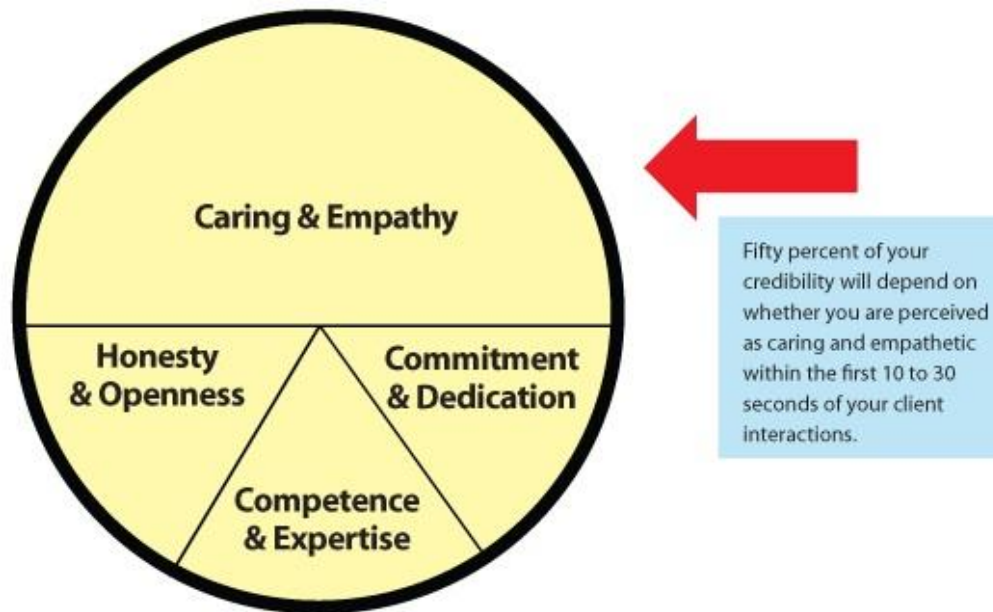 Caring & Empathy
Honesty
& Openness
Commitment
& Dedication
Competence
& Expertise
Fifty percent of your
credibility will depend on
whether you are perceived
as caring and empathetic
within the first 10 to 30
seconds of your client
interactions.